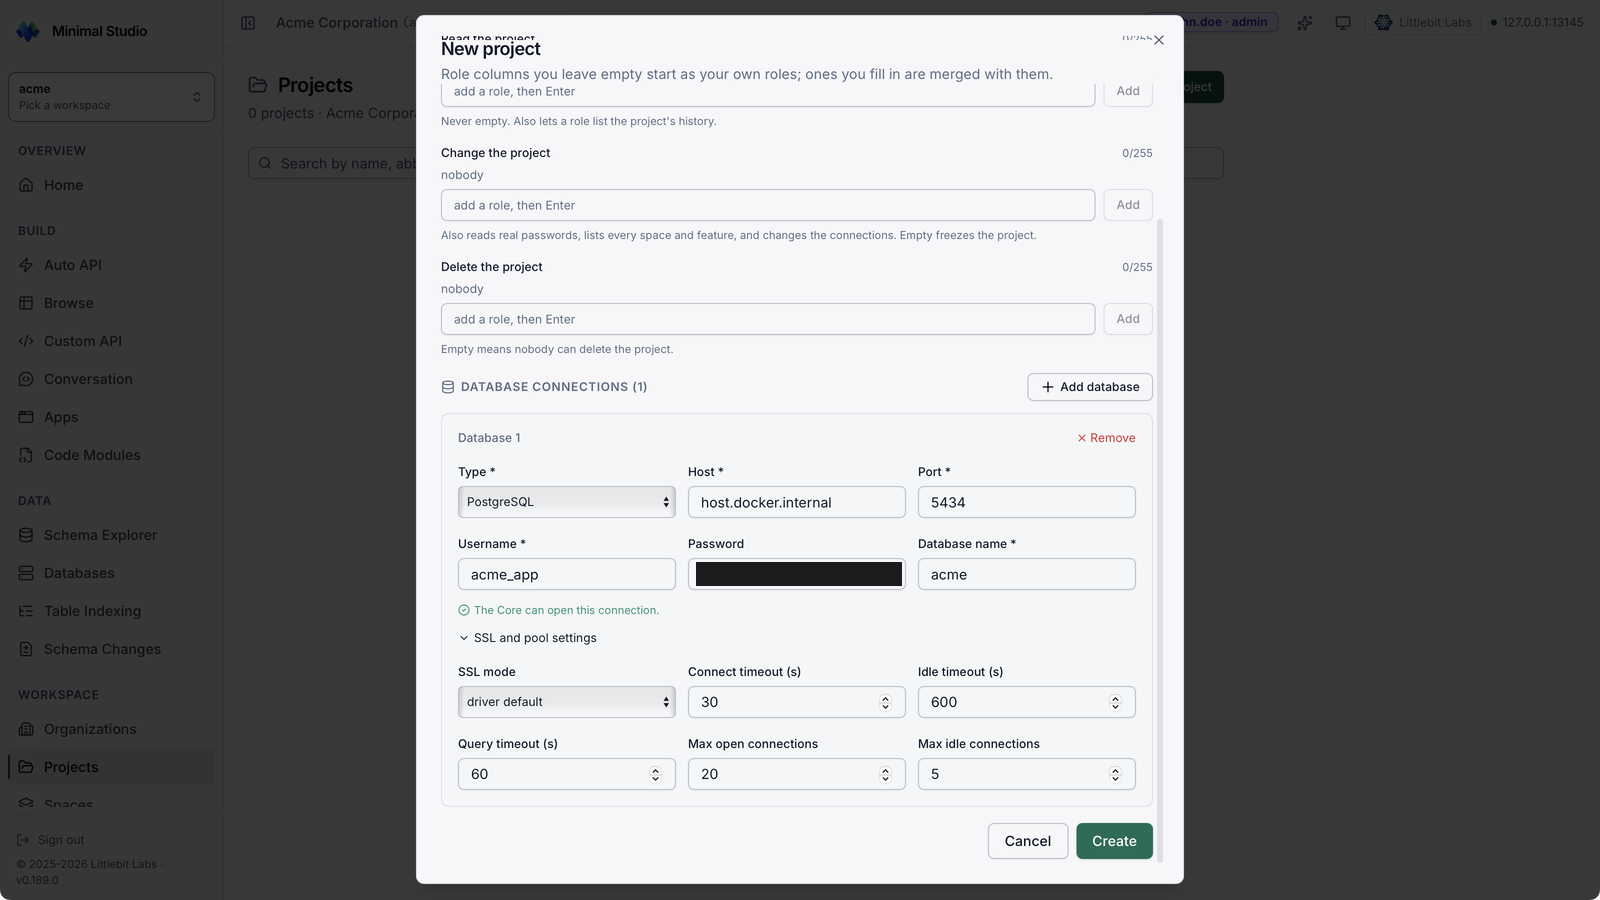 Minimal Studio
acme
Pick a workspace
OVERVIEW
Home
BUILD
Auto API
Browse
Custom API
Conversation
Apps
Code Modules
DATA
Schema Explorer
Databases
Table Indexing
Schema Changes
WORKSPACE
Organizations
Projects
Spaces
Sign out
© 2025-2026 Littlebit Labs ·
v0.189.0
Acme Corporation
admin
Littlebit Labs
127.0.0.1:13145
Projects
0 projects · Acme
Search by name,
Read the project
0/255
New project
Role columns you leave empty start as your own roles; ones you fill in are merged with them.
add a role, then Enter
Add
Never empty. Also lets a role list the project's history.
Change the project
0/255
nobody
add a role, then Enter
Add
Also reads real passwords, lists every space and feature, and changes the connections. Empty freezes the project.
Delete the project
0/255
nobody
add a role, then Enter
Add
Empty means nobody can delete the project.
DATABASE CONNECTIONS (1)
Add database
Database 1
Remove
Type * Host * Port *
PostgreSQL host.docker.internal 5434
Username * Password Database name *
acme_app acme
The Core can open this connection.
SSL and pool settings
SSL mode Connect timeout (s) Idle timeout (s)
driver default 30 600
Query timeout (s) Max open connections Max idle connections
60 20 5
Cancel
Create